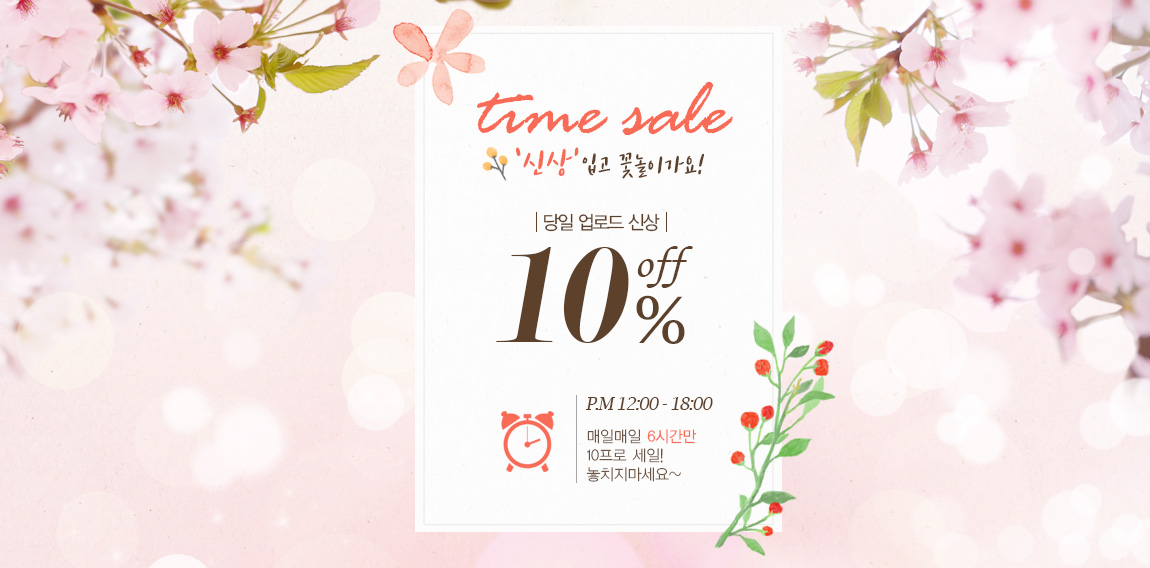 time sale
'신상'입고 꽃놀이가요!
|당일 업로드 신상|
10% off
P.M 12:00 - 18:00
매일매일 6시간만
10프로 세일!
놓치지마세요~